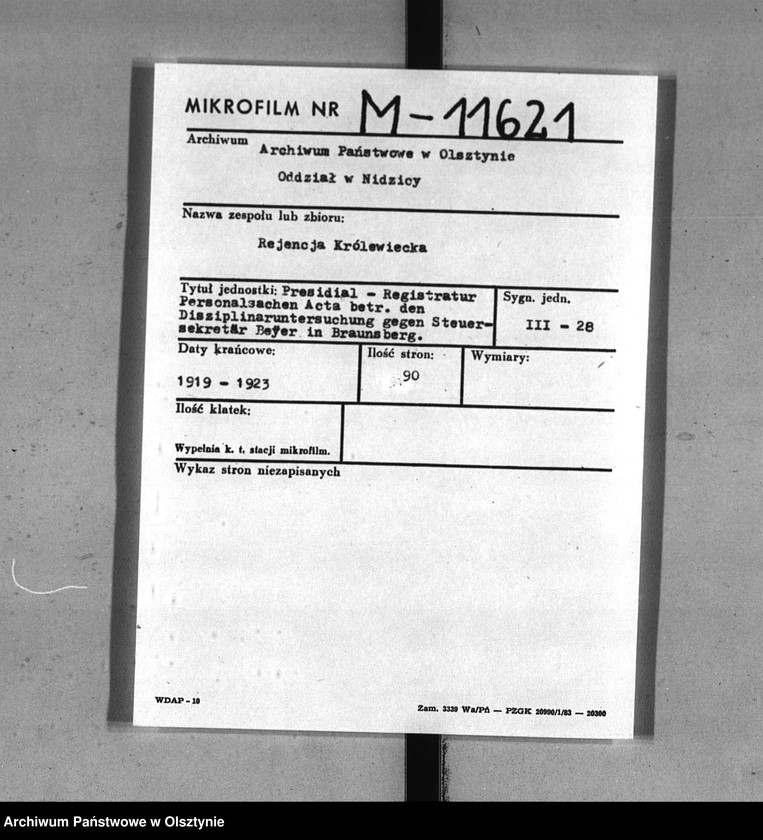 MIKROFILM NR M-11621
Archiwum
Archiwum Państwowe w Olsztynie
Oddział w Nidzicy
Nazwa zespołu lub zbioru:
Rejencja Królewiecka
Tytuł jednostki: Presidial - Registratur
Personalsachen Acta betr. den
Disziplinaruntersuchung gegen Steuer-
sekretär Beyer in Braunsberg.
Sygn. jedn.
III - 28
Daty krańcowe:
1919 - 1923
Ilość stron:
90
Wymiary:
Ilość klatek:
Wypełnia k. t. stacji mikrofilm.
Wykaz stron niezapisanych
WDAP - 10
Zam. 3339 Wa/Pń — PZGK 20990/1/83 — 20300
Archiwum Państwowe w Olsztynie